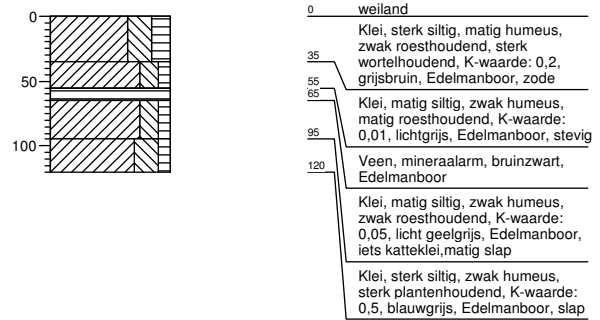 0
50
100
0 weiland
Klei, sterk siltig, matig humeus,
zwak roesthoudend, sterk
wortelhoudend, K-waarde: 0,2,
grijsbruin, Edelmanboor, zode
35
Klei, matig siltig, zwak humeus,
matig roesthoudend, K-waarde:
0,01, lichtgrijs, Edelmanboor, stevig
55
Veen, mineraalarm, bruinzwart,
Edelmanboor
65
Klei, matig siltig, zwak humeus,
zwak roesthoudend, K-waarde:
0,05, licht geelgrijs, Edelmanboor,
iets katteklei,matig slap
95
Klei, sterk siltig, zwak humeus,
sterk plantenhoudend, K-waarde:
0,5, blauwgrijs, Edelmanboor, slap
120